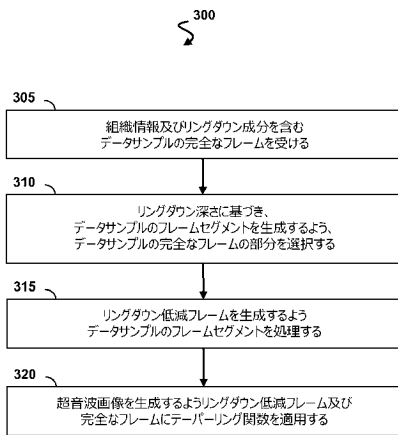 300
305
組織情報及びリングダウン成分を含む
データサンプルの完全なフレームを受ける
310
リングダウン深さに基づき、
データサンプルのフレームセグメントを生成するよう、
データサンプルの完全なフレームの部分を選択する
315
リングダウン低減フレームを生成するよう
データサンプルのフレームセグメントを処理する
320
超音波画像を生成するようリングダウン低減フレーム及び
完全なフレームにテーパーリング関数を適用する